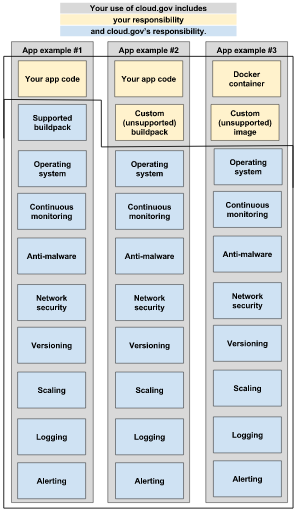 Your use of cloud.gov includes
your responsibility
and cloud.gov's responsibility.
App example #1
Your app code
Supported
buildpack
Operating
system
Continuous
monitoring
Anti-malware
Network
security
Versioning
Scaling
Logging
Alerting
App example #2
Your app code
Custom
(unsupported)
buildpack
Operating
system
Continuous
monitoring
Anti-malware
Network
security
Versioning
Scaling
Logging
Alerting
App example #3
Docker
container
Custom
(unsupported)
image
Operating
system
Continuous
monitoring
Anti-malware
Network
security
Versioning
Scaling
Logging
Alerting